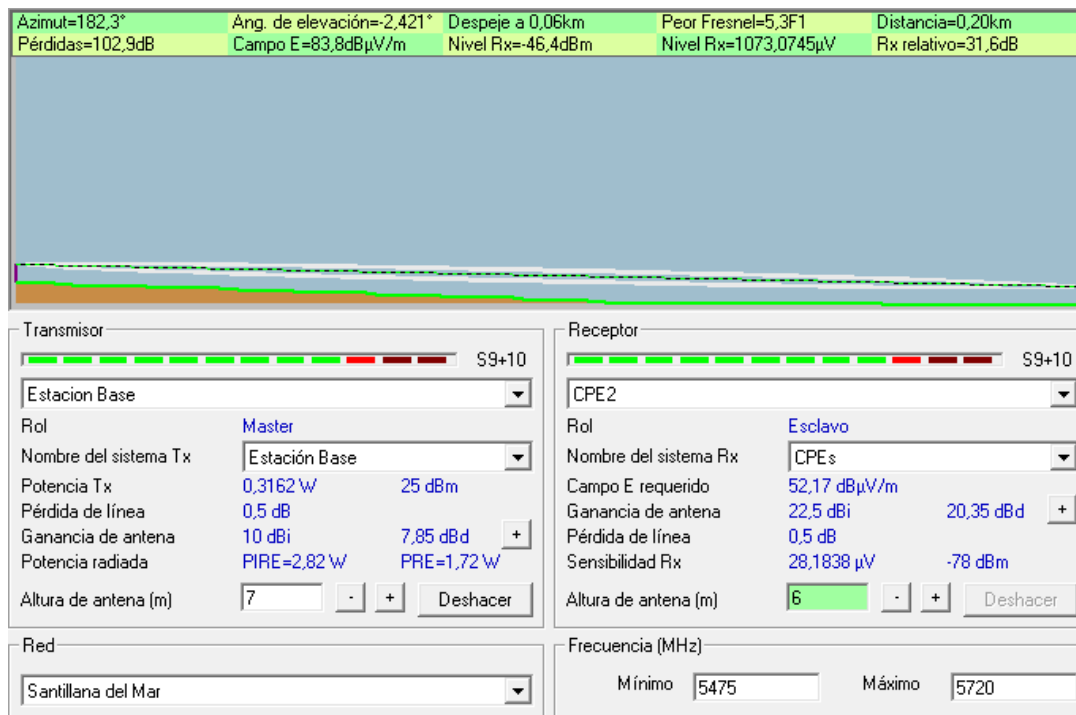 Azimut=182,3° Ang. de elevación=-2,421° Despeje a 0,06km Peor Fresnel=5,3F1 Distancia=0,20km
Pérdidas=102,9dB Campo E=83,8dBµV/m Nivel Rx=-46,4dBm Nivel Rx=1073,0745µV Rx relativo=31,6dB
Transmisor
S9+10
Estacion Base
Rol Master
Nombre del sistema Tx Estación Base
Potencia Tx 0,3162 W 25 dBm
Pérdida de línea 0,5 dB
Ganancia de antena 10 dBi 7,85 dBd +
Potencia radiada PIRE=2,82 W PRE=1,72 W
Altura de antena (m) 7 - + Deshacer
Red
Santillana del Mar
Receptor
S9+10
CPE2
Rol Esclavo
Nombre del sistema Rx CPEs
Campo E requerido 52,17 dBµV/m
Ganancia de antena 22,5 dBi 20,35 dBd +
Pérdida de línea 0,5 dB
Sensibilidad Rx 28,1838 µV -78 dBm
Altura de antena (m) 6 - + Deshacer
Frecuencia (MHz)
Mínimo 5475 Máximo 5720